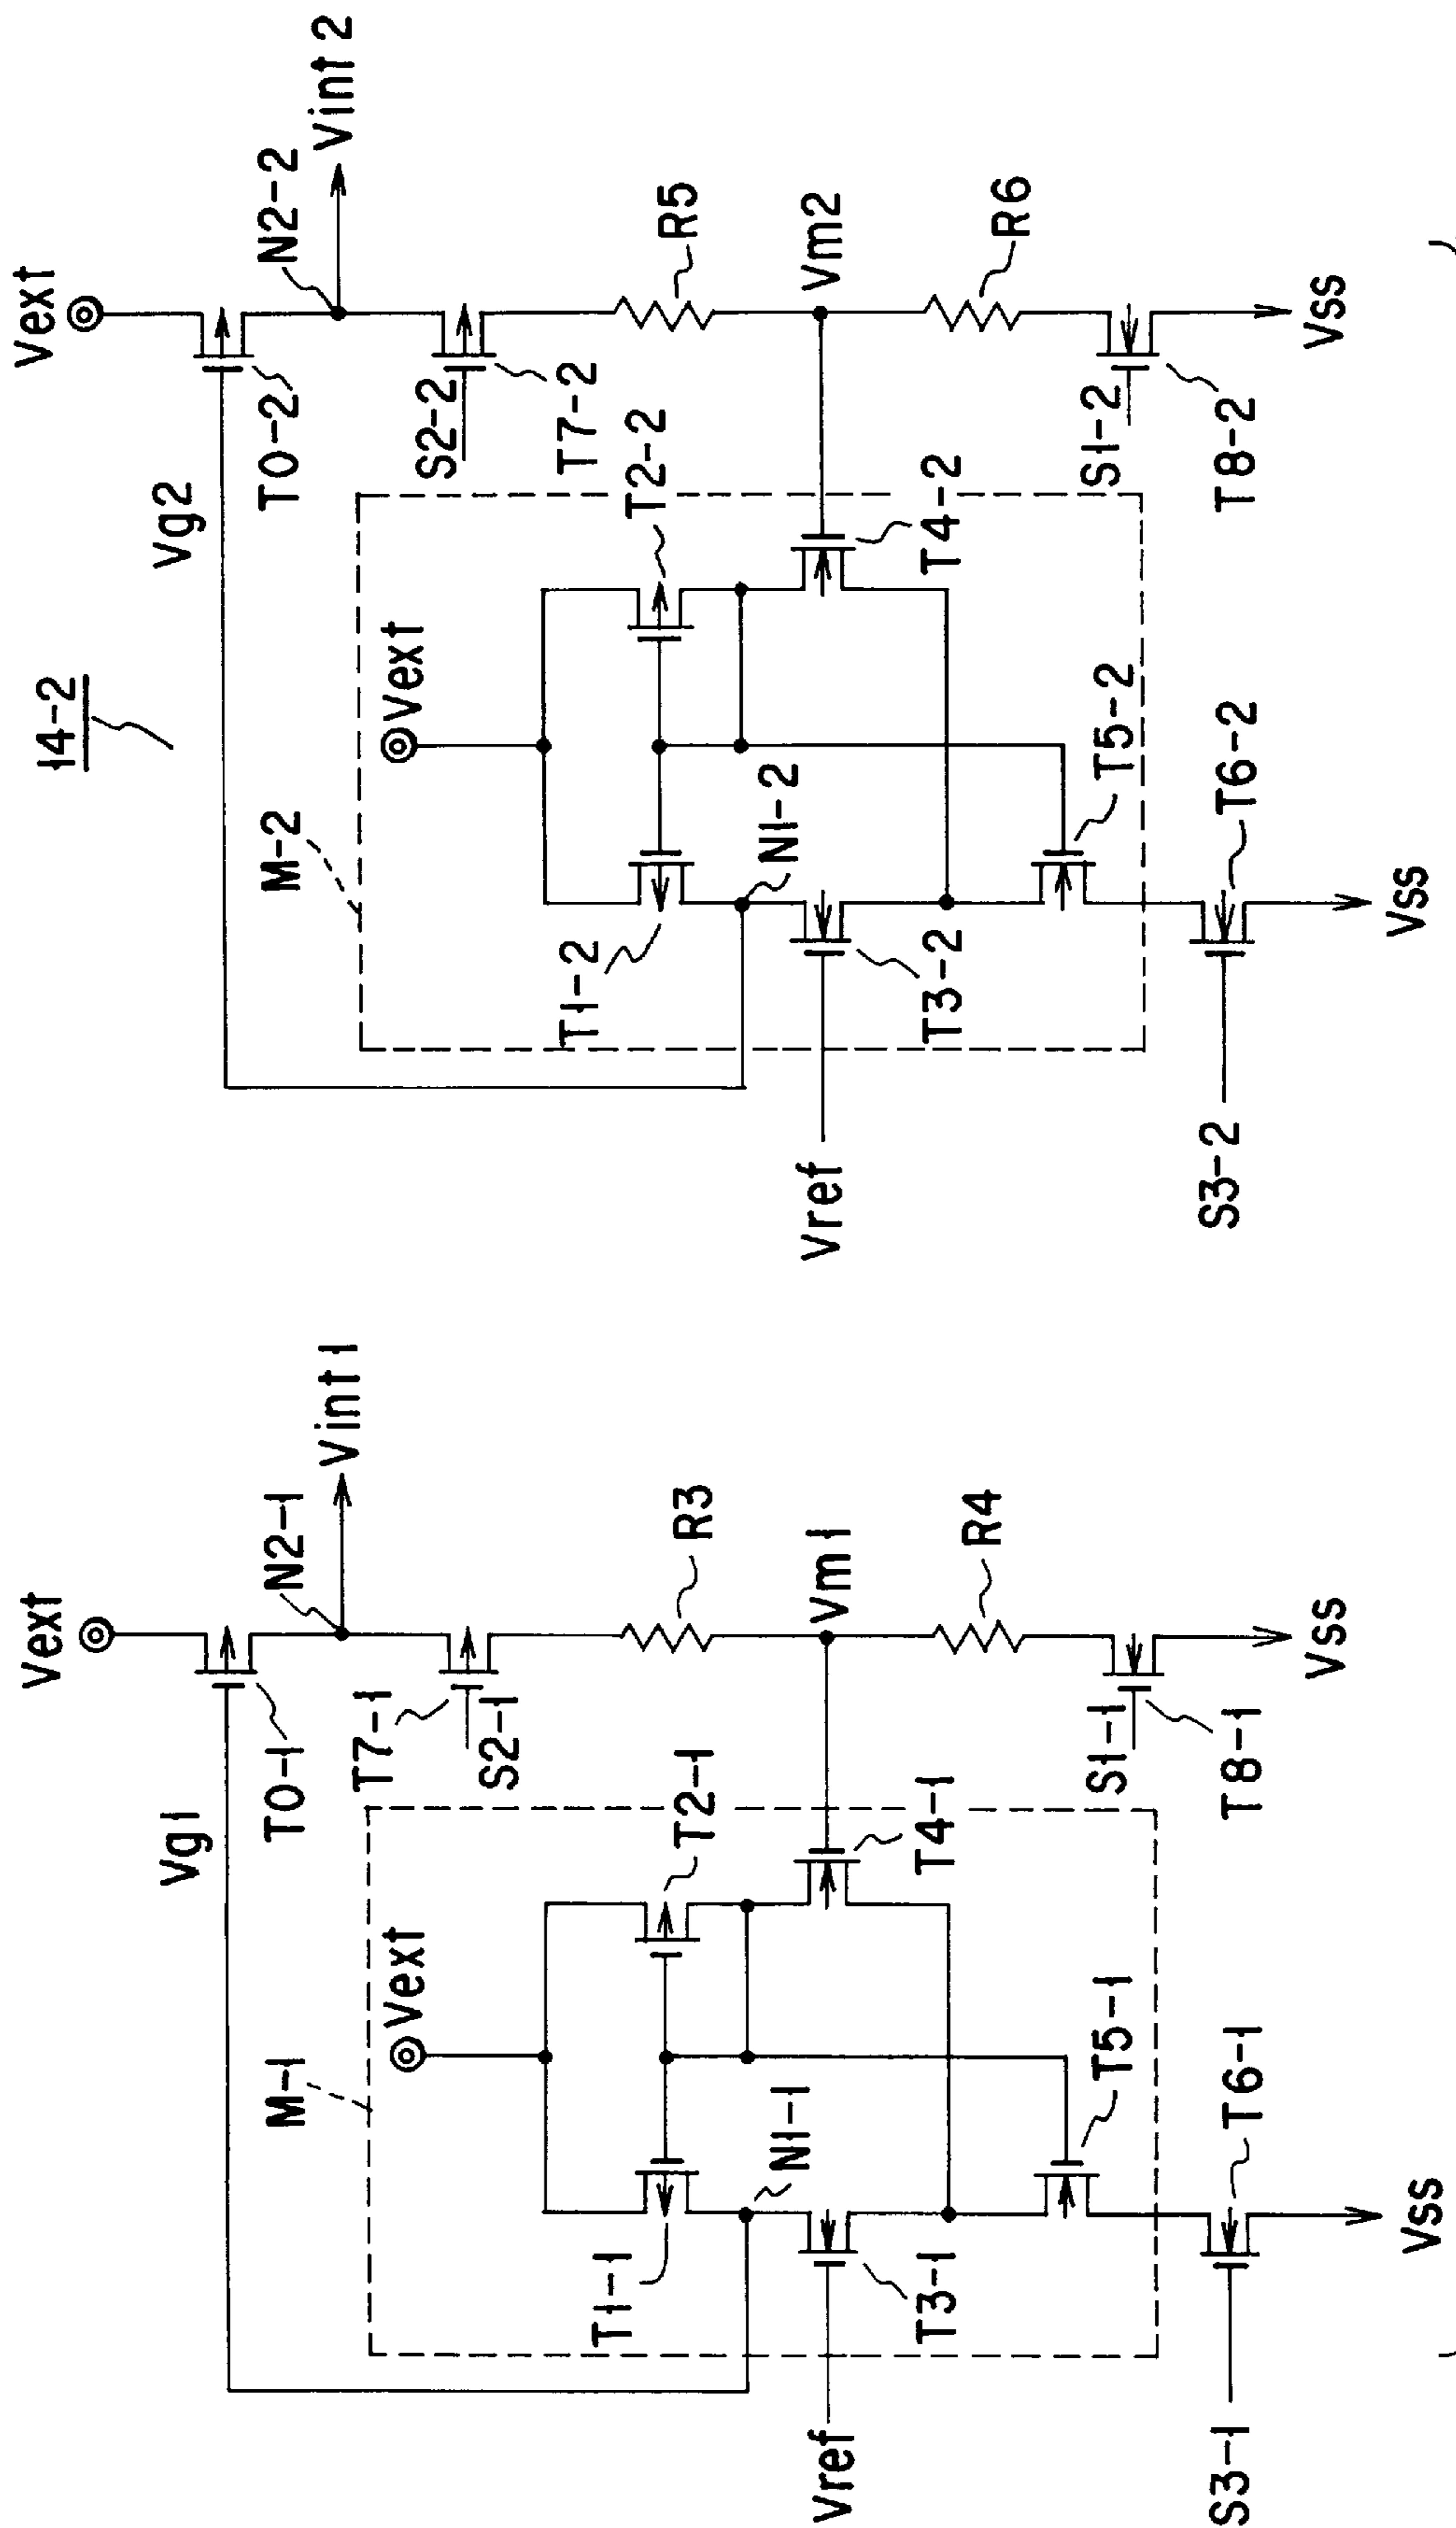 14-2
Vext
Vg1
N2-1
Vint1
T0-1
M-1
Vext
T7-1
S2-1
T2-1
R3
T1-1
N1-1
Vm1
Vref
T3-1
T4-1
R4
T5-1
S1-1
T8-1
Vss
S3-1
T6-1
Vss
Vext
Vg2
N2-2
Vint2
T0-2
M-2
Vext
S2-2
T7-2
T2-2
R5
T1-2
N1-2
Vm2
Vref
T3-2
T4-2
R6
T5-2
S1-2
T8-2
Vss
S3-2
T6-2
Vss